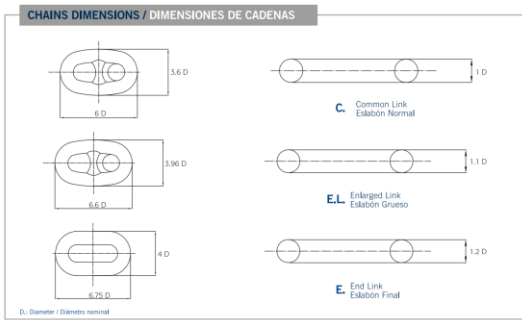 CHAINS DIMENSIONS / DIMENSIONES DE CADENAS
3.6 D
6 D
1 D
C. Common Link
Eslabón Normal
3.96 D
6.6 D
1.1 D
E.L. Enlarged Link
Eslabón Grueso
4 D
6.75 D
1.2 D
E. End Link
Eslabón Final
D.: Diameter / Diámetro nominal